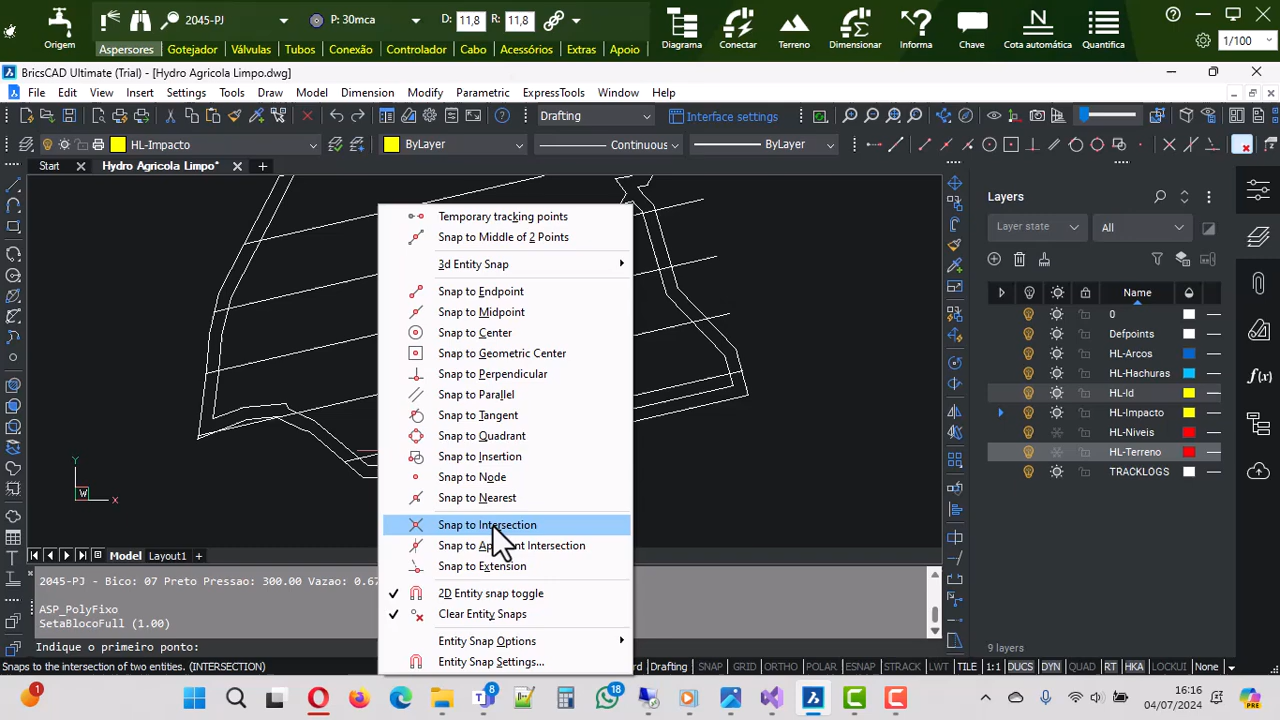 2045-PJ P: 30mca D: 11,8 R: 11,8
Origem Diagrama Conectar Terreno Dimensionar Informa Chave Cota automática Quantifica 1/100
Aspersores Gotejador Válvulas Tubos Conexão Controlador Cabo Acessórios Extras Apoio
BricsCAD Ultimate (Trial) - [Hydro Agricola Limpo.dwg]
File Edit View Insert Settings Tools Draw Model Dimension Modify Parametric ExpressTools Window Help
Drafting Interface settings
HL-Impacto ByLayer Continuous ByLayer
Start Hydro Agricola Limpo*
Layers
Layer state All
Name
0
Defpoints
HL-Arcos
HL-Hachuras
HL-Id
HL-Impacto
HL-Niveis
HL-Terreno
TRACKLOGS
Temporary tracking points
Snap to Middle of 2 Points
3d Entity Snap
Snap to Endpoint
Snap to Midpoint
Snap to Center
Snap to Geometric Center
Snap to Perpendicular
Snap to Parallel
Snap to Tangent
Snap to Quadrant
Snap to Insertion
Snap to Node
Snap to Nearest
Snap to Intersection
Snap to Intersection
Snap to Extension
2D Entity snap toggle
Clear Entity Snaps
Entity Snap Options
Entity Snap Settings...
Y
W X
Model Layout1
2045-PJ - Bico: 07 Preto Pressao: 300.00 Vazao: 0.6
ASP_PolyFixo
SetaBlocoFull (1.00)
Indique o primeiro ponto:
9 layers
Snaps to the intersection of two entities. (INTERSECTION)
Drafting SNAP GRID ORTHO POLAR ESNAP STRACK LWT TILE 1:1 DUCS DYN QUAD RT HKA LOCKUI None
1 8 18 16:16
04/07/2024 PRE